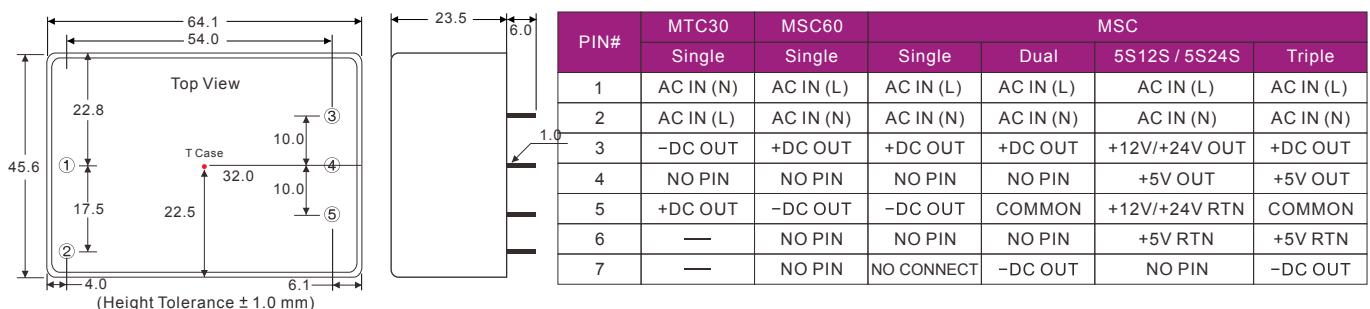 64.1
54.0
Top View
22.8
③
10.0
T Case
45.6
①
④
32.0
10.0
17.5
22.5
⑤
②
4.0
6.1
(Height Tolerance ± 1.0 mm)
23.5
6.0
1.0
PIN# MTC30 MSC60 MSC
Single Single Single Dual 5S12S / 5S24S Triple
1 AC IN (N) AC IN (L) AC IN (L) AC IN (L) AC IN (L) AC IN (L)
2 AC IN (L) AC IN (N) AC IN (N) AC IN (N) AC IN (N) AC IN (N)
3 −DC OUT +DC OUT +DC OUT +DC OUT +12V/+24V OUT +DC OUT
4 NO PIN NO PIN NO PIN NO PIN +5V OUT +5V OUT
5 +DC OUT −DC OUT −DC OUT COMMON +12V/+24V RTN COMMON
6 — NO PIN NO PIN NO PIN +5V RTN +5V RTN
7 — NO PIN NO CONNECT −DC OUT NO PIN −DC OUT